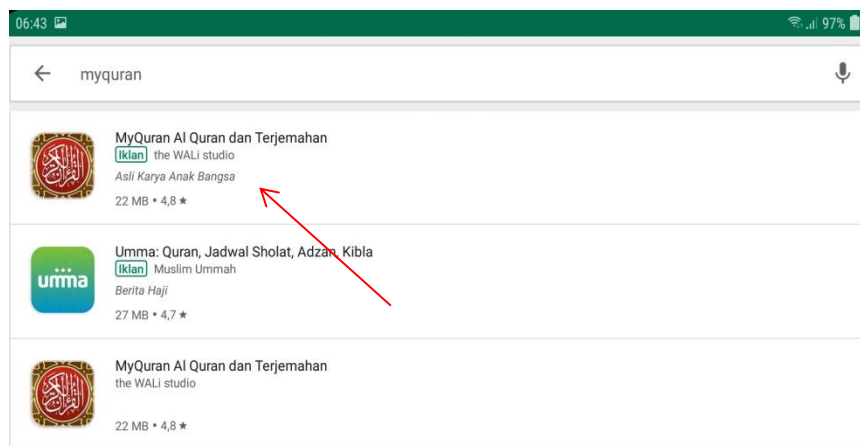 06:43 97%
myquran
MyQuran Al Quran dan Terjemahan
Iklan the WALi studio
Asli Karya Anak Bangsa
22 MB • 4,8 ★
umma
Umma: Quran, Jadwal Sholat, Adzan, Kibla
Iklan Muslim Ummah
Berita Haji
27 MB • 4,7 ★
MyQuran Al Quran dan Terjemahan
the WALi studio
22 MB • 4,8 ★